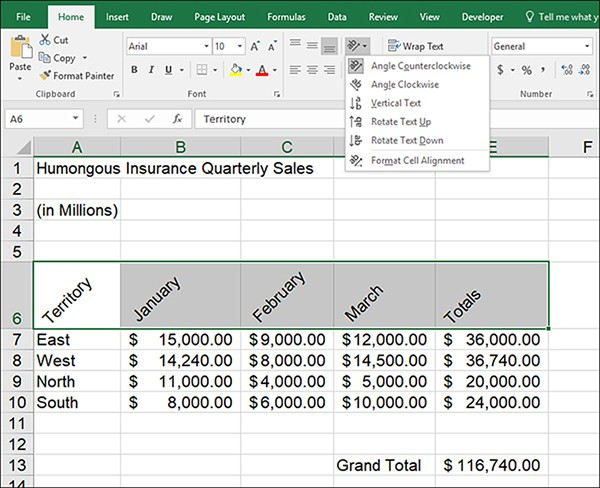 File Home Insert Draw Page Layout Formulas Data Review View Developer Tell me what y
Cut
Copy
Format Painter
Paste
Clipboard
Arial 10 A A
B I U A
Font
Wrap Text
General
$ % , .00
Number
Angle Counterclockwise
Angle Clockwise
Vertical Text
Rotate Text Up
Rotate Text Down
Format Cell Alignment
A6 fx Territory
A B C E F
1 Humongous Insurance Quarterly Sales
2
3 (in Millions)
4
5
6 Territory January February March Totals
7 East $ 15,000.00 $9,000.00 $12,000.00 $ 36,000.00
8 West $ 14,240.00 $8,000.00 $14,500.00 $ 36,740.00
9 North $ 11,000.00 $4,000.00 $ 5,000.00 $ 20,000.00
10 South $ 8,000.00 $6,000.00 $10,000.00 $ 24,000.00
11
12
13 Grand Total $ 116,740.00
14